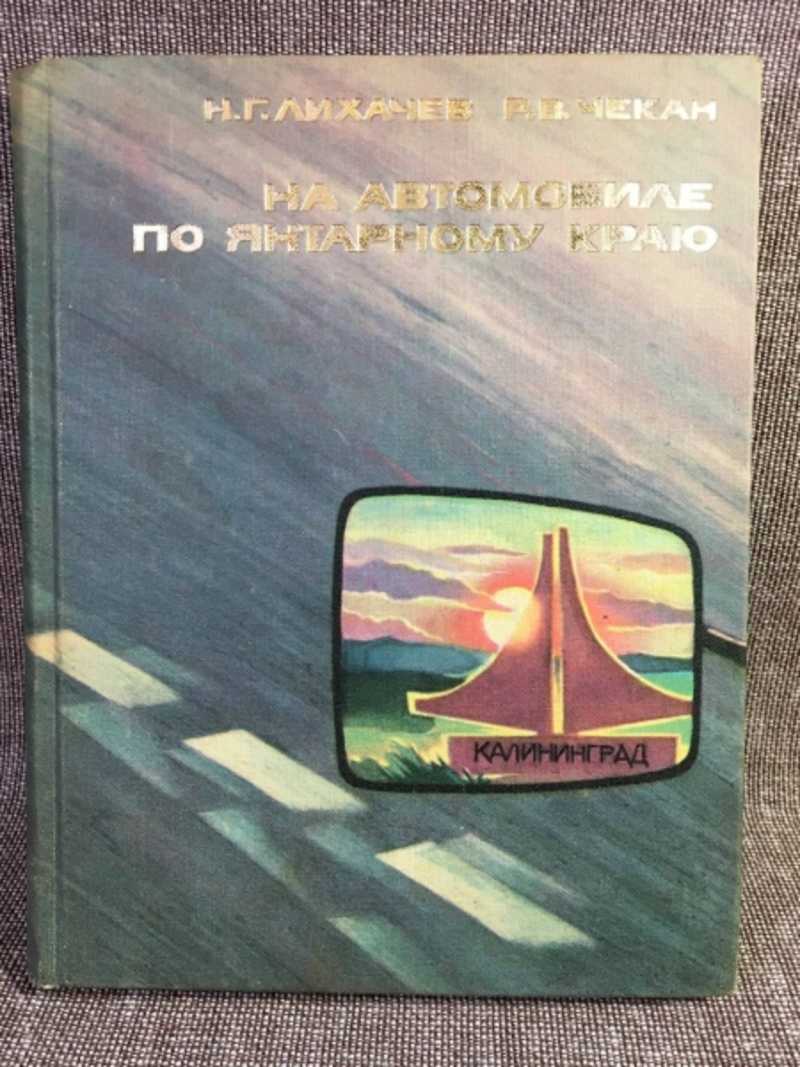 Н.Г. ЛИХАЧЕВ Р.В. ЧЕКАН
НА АВТОМОБИЛЕ
ПО ЯНТАРНОМУ КРАЮ
КАЛИНИНГРАД